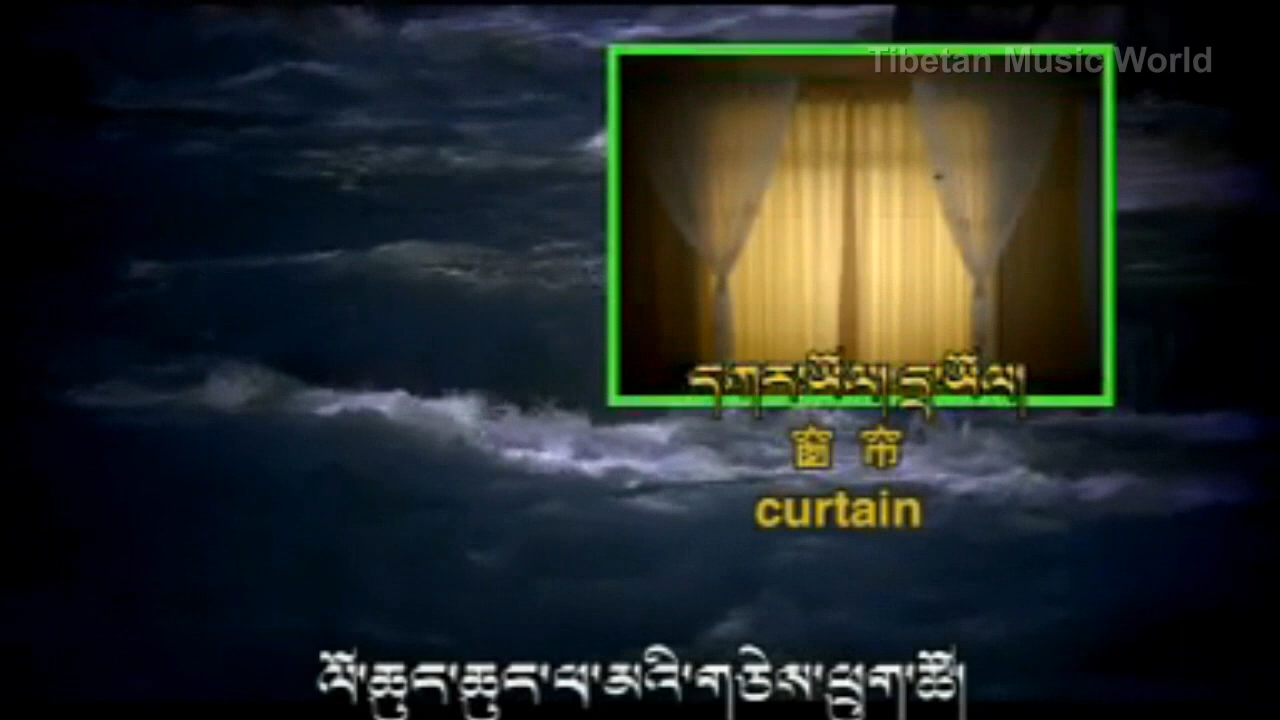 Tibetan Music World
དཀར་ཡོལ། དྲ་ཡོལ།
窗 帘
curtain
ལོ་ཆུང་ཆུང་ཕ་མའི་གཅེས་ཕྲུག་ཚོ།